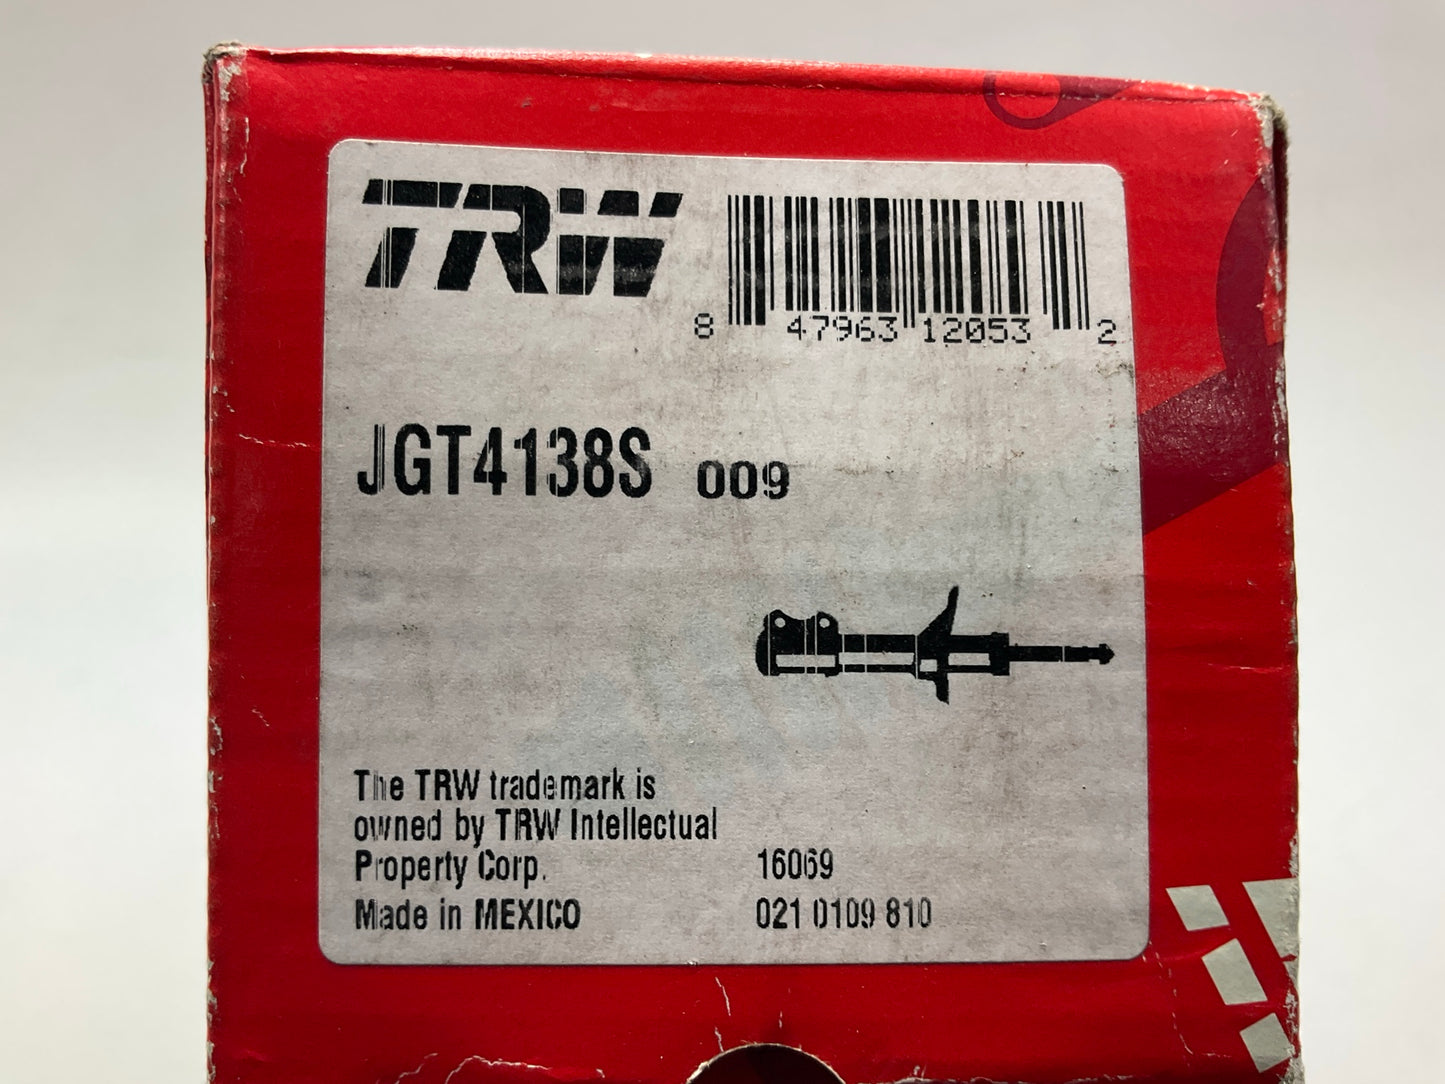 TRW
8 47963 12053 2
JGT4138S 009
The TRW trademark is
owned by TRW Intellectual
Property Corp.
16069
Made in MEXICO
021 0109 810